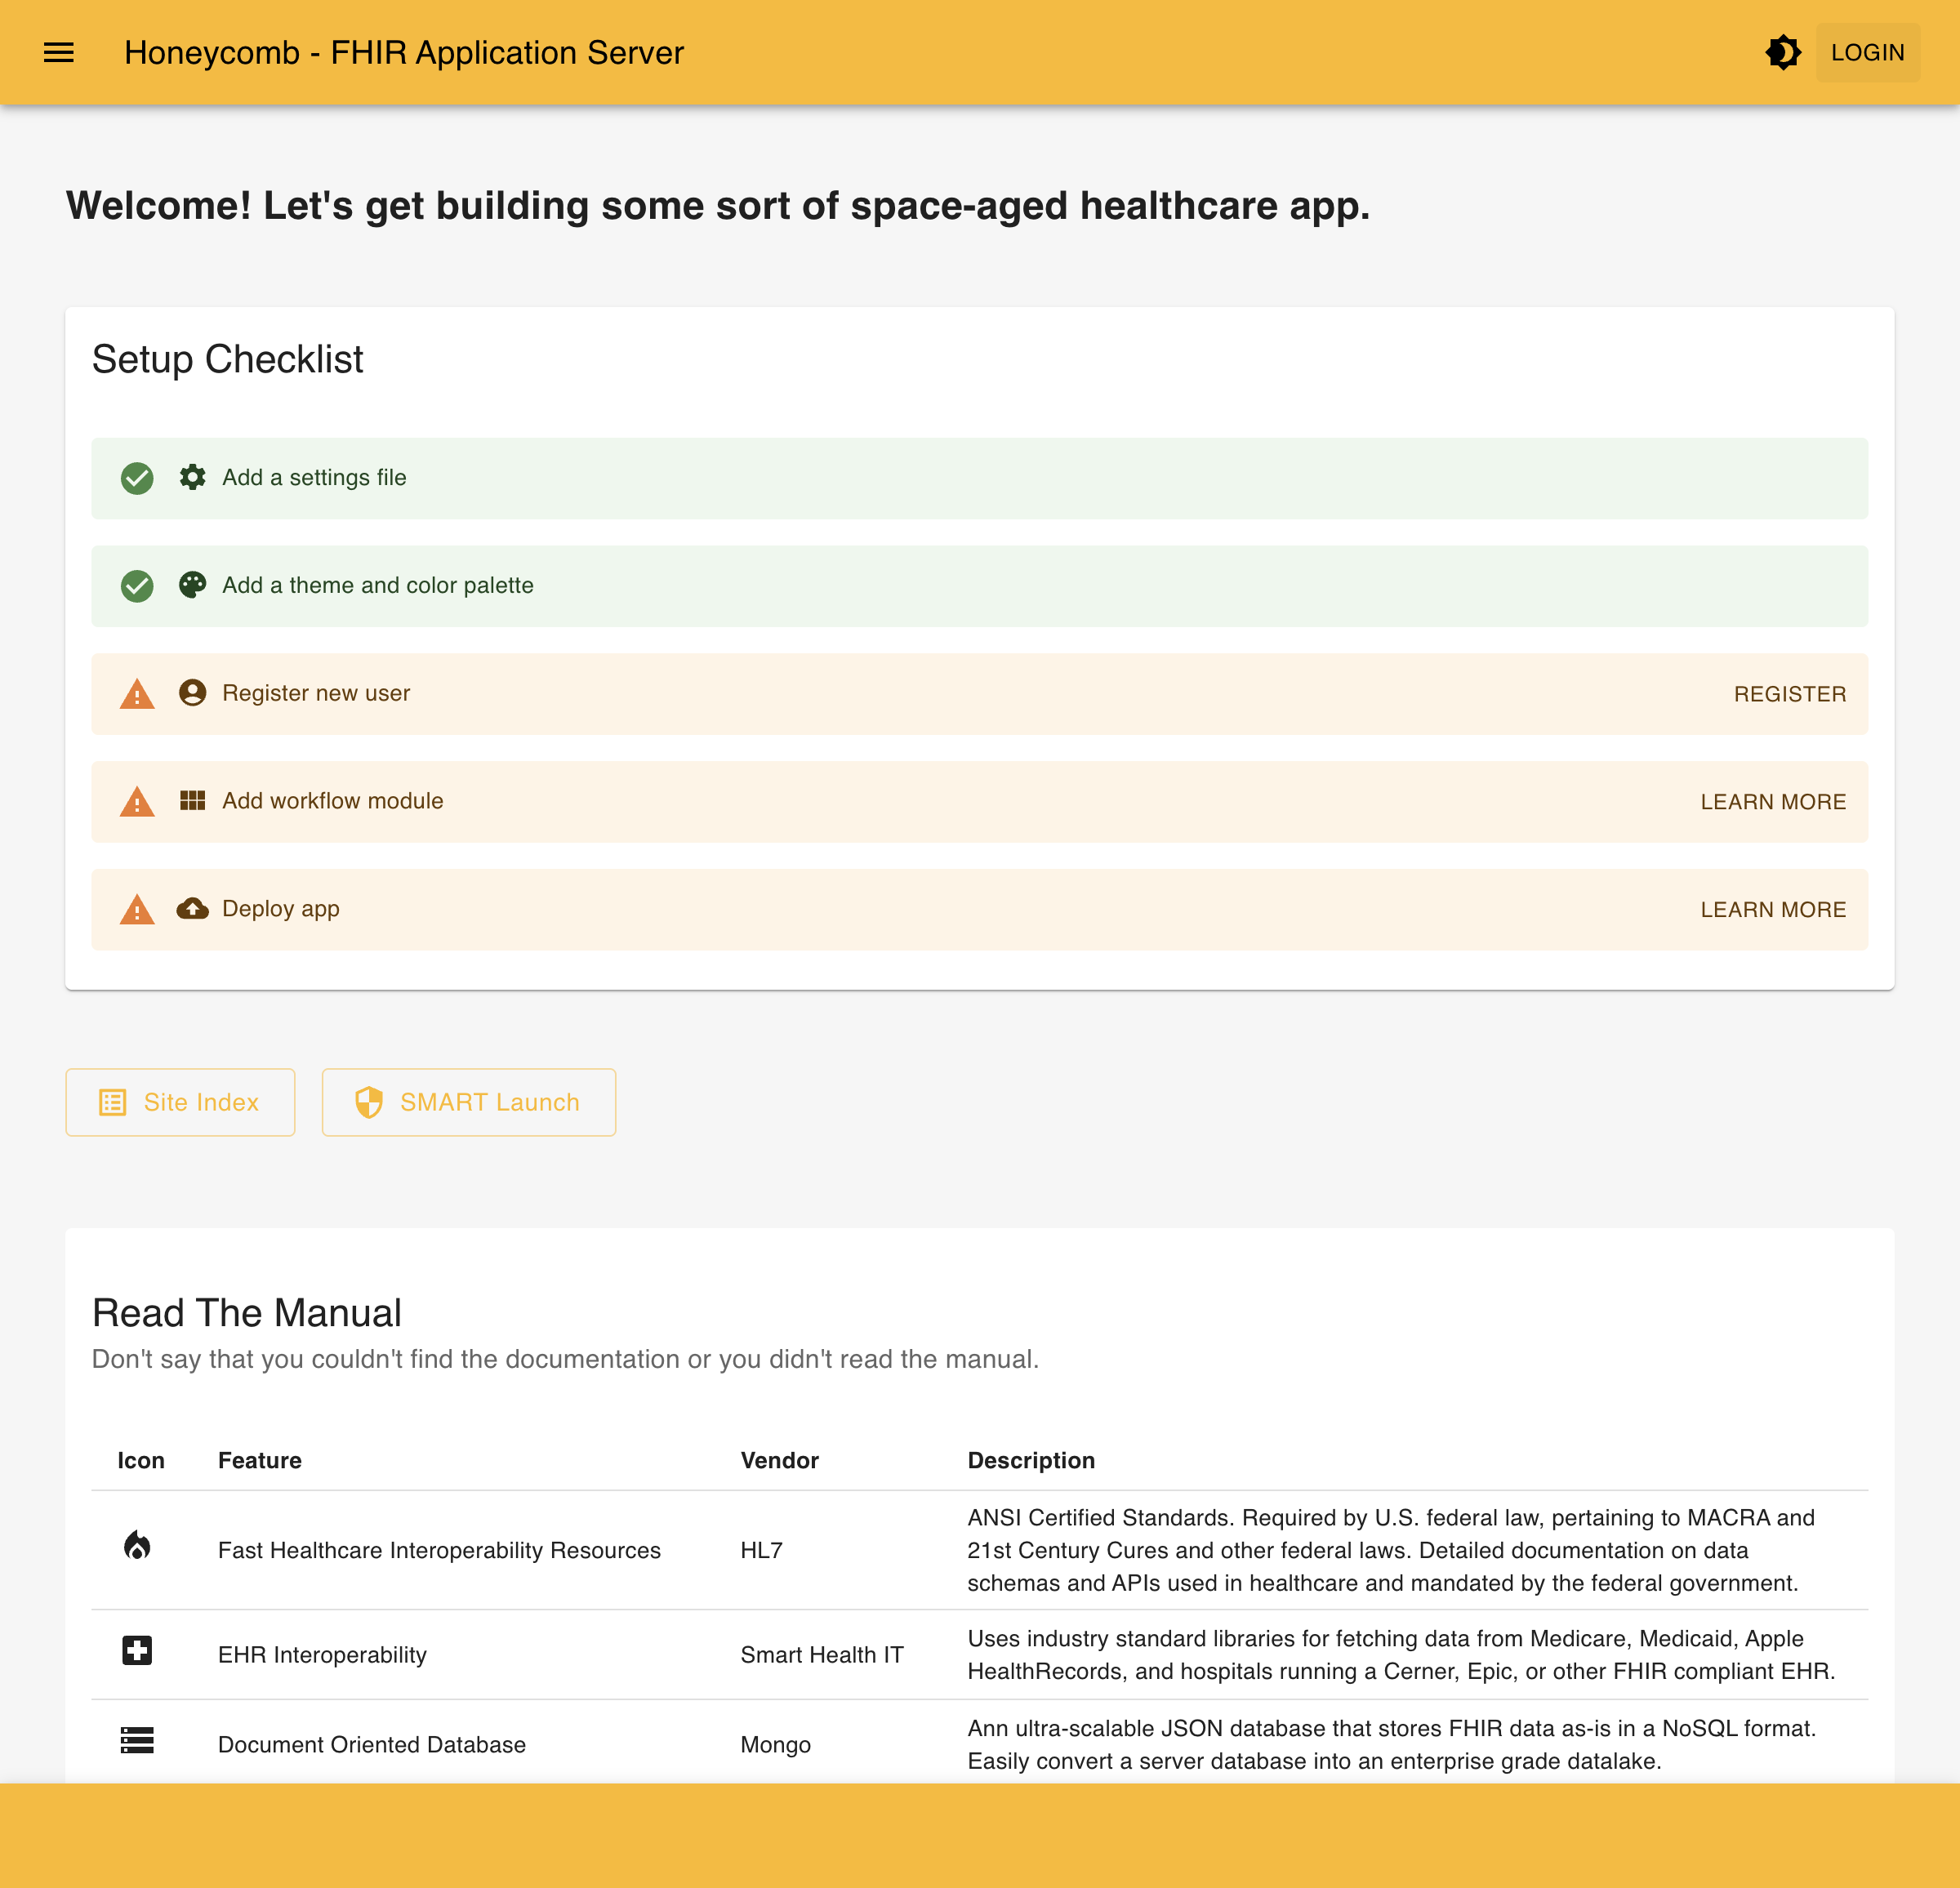 Honeycomb - FHIR Application Server
LOGIN
Welcome! Let's get building some sort of space-aged healthcare app.
Setup Checklist
Add a settings file
Add a theme and color palette
Register new user
REGISTER
Add workflow module
LEARN MORE
Deploy app
LEARN MORE
Site Index
SMART Launch
Read The Manual
Don't say that you couldn't find the documentation or you didn't read the manual.
Icon Feature Vendor Description
Fast Healthcare Interoperability Resources
HL7
ANSI Certified Standards. Required by U.S. federal law, pertaining to MACRA and
21st Century Cures and other federal laws. Detailed documentation on data
schemas and APIs used in healthcare and mandated by the federal government.
EHR Interoperability
Smart Health IT
Uses industry standard libraries for fetching data from Medicare, Medicaid, Apple
HealthRecords, and hospitals running a Cerner, Epic, or other FHIR compliant EHR.
Document Oriented Database
Mongo
Ann ultra-scalable JSON database that stores FHIR data as-is in a NoSQL format.
Easily convert a server database into an enterprise grade datalake.